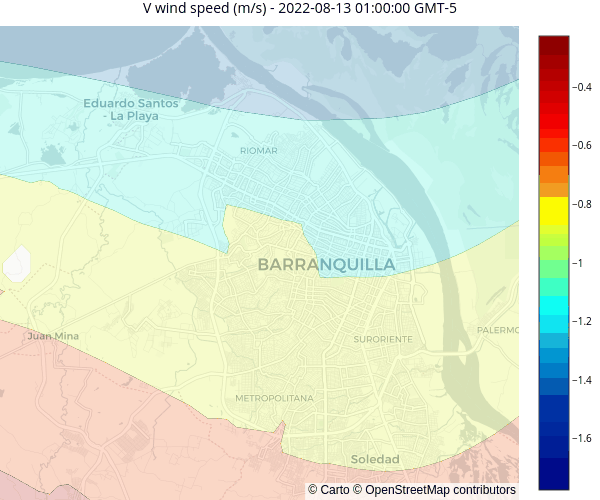 V wind speed (m/s) - 2022-08-13 01:00:00 GMT-5
Eduardo Santos
- La Playa
RIOMAR
BARRANQUILLA
Juan Mina
SURORIENTE
PALERMO
METROPOLITANA
Soledad
© Carto © OpenStreetMap contributors
−0.4
−0.6
−0.8
−1
−1.2
−1.4
−1.6